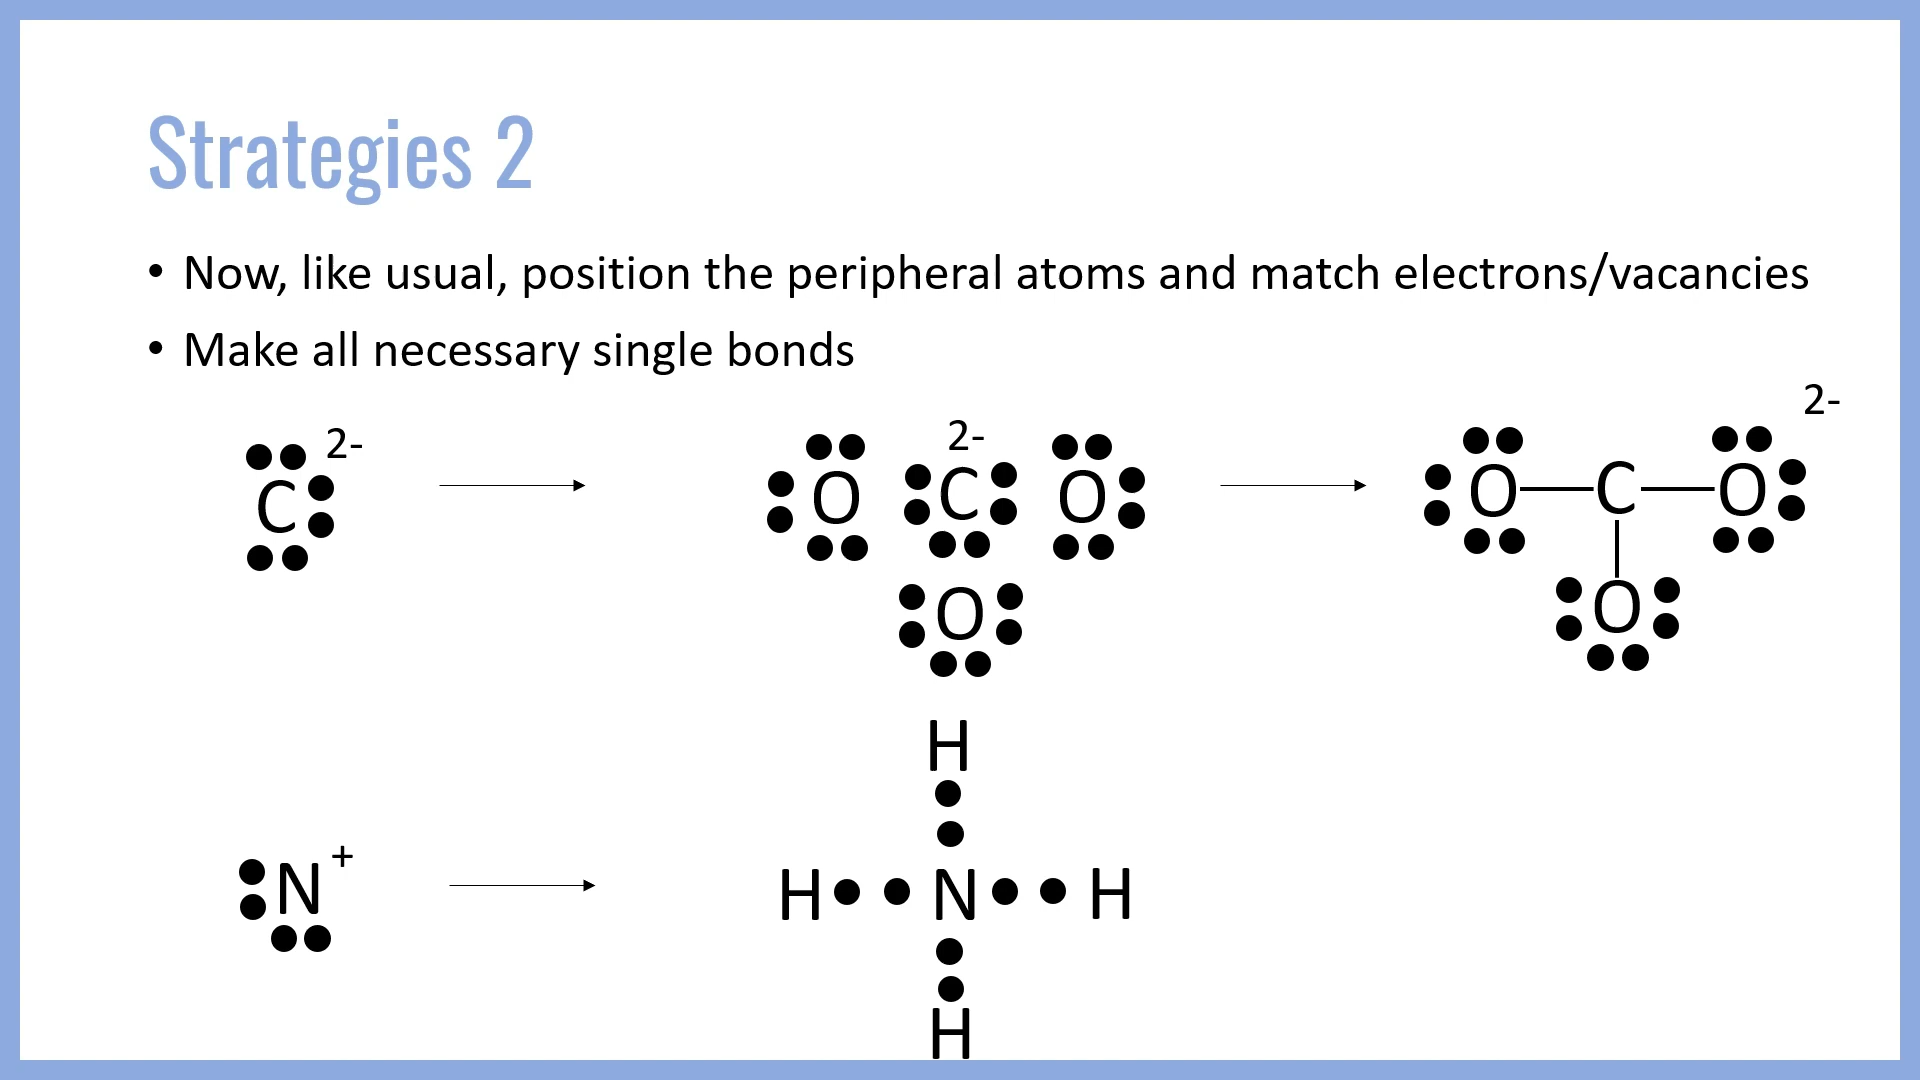 Strategies 2
• Now, like usual, position the peripheral atoms and match electrons/vacancies
• Make all necessary single bonds
C 2-
2-
O C O
O
2-
O C O
O
H
N +
H N H
H